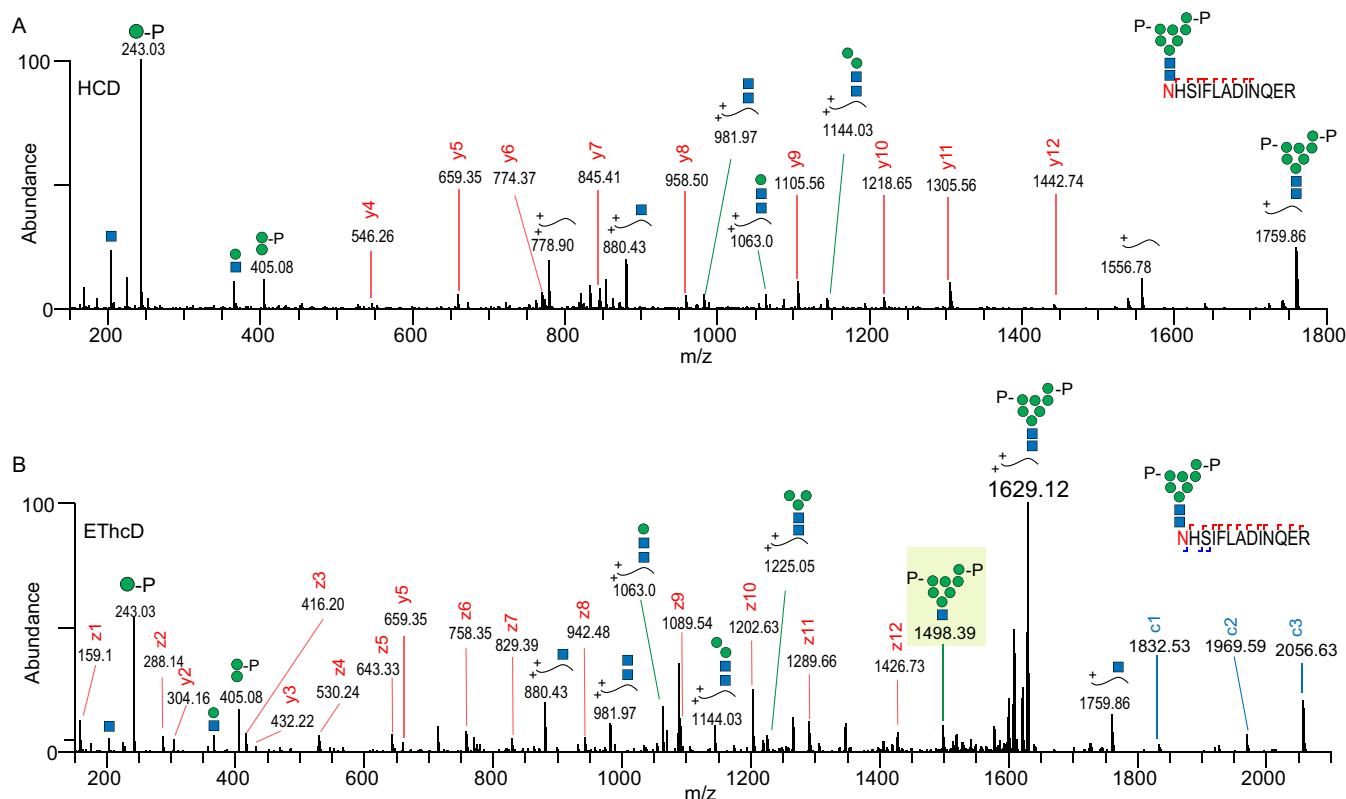 A
HCD
Abundance
100
0
-P
243.03
405.08
-P
y4
546.26
y5
659.35
y6
774.37
+
+
778.90
y7
845.41
+
+
880.43
y8
958.50
+
+
981.97
+
+
1063.0
y9
1105.56
+
+
1144.03
y10
1218.65
y11
1305.56
y12
1442.74
+
1556.78
P- -P
+
+
1759.86
P- -P
NHSIFLADINQER
200 400 600 800 1000 1200 1400 1600 1800
m/z
B
EThcD
Abundance
100
0
z1
159.1
-P
243.03
z2
288.14
y2
304.16
-P
405.08
z3
416.20
y3
432.22
z4
530.24
z5
643.33
y5
659.35
z6
758.35
z7
829.39
+
+
880.43
z8
942.48
+
+
981.97
+
+
1063.0
z9
1089.54
+
+
1144.03
z10
1202.63
+
+
1225.05
z11
1289.66
z12
1426.73
P- -P
1498.39
P- -P
+
+
1629.12
+
1759.86
c1
1832.53
c2
1969.59
c3
2056.63
P- -P
NHSIFLADINQER
200 400 600 800 1000 1200 1400 1600 1800 2000
m/z